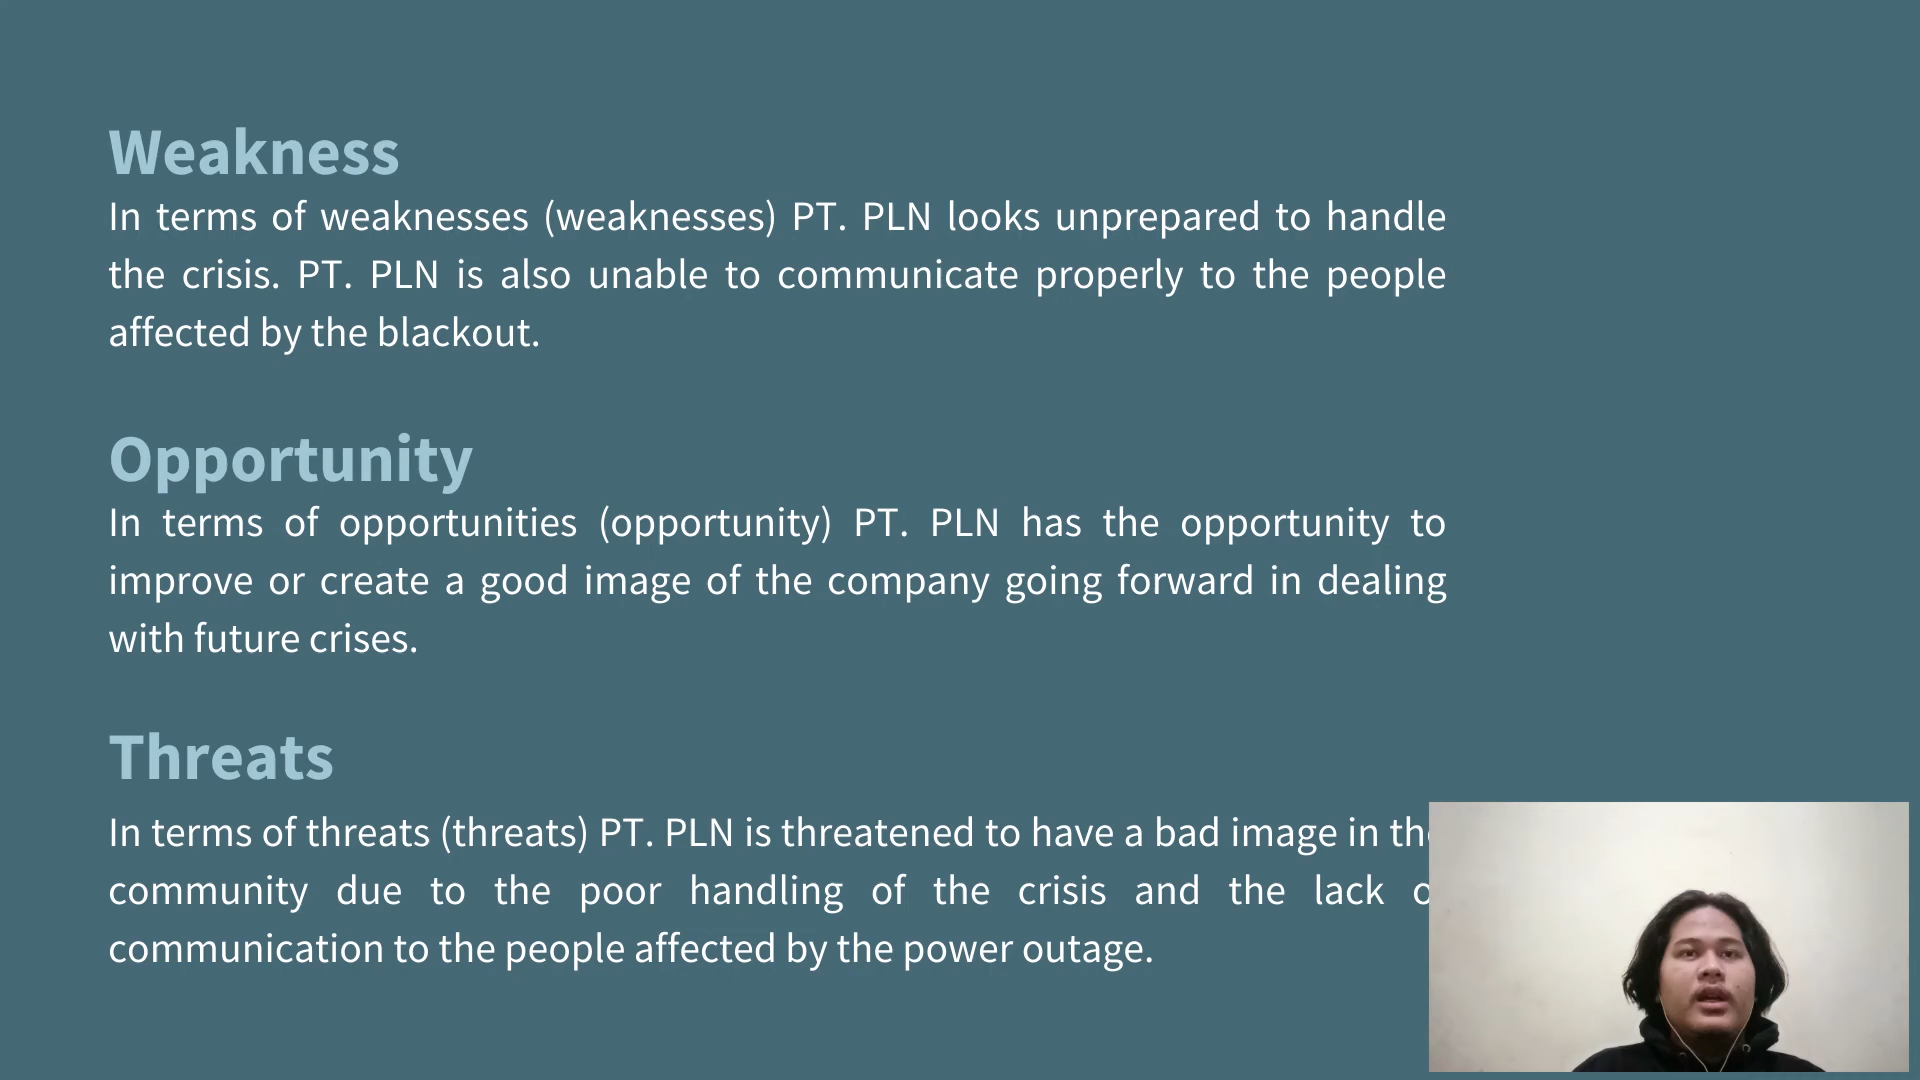 Weakness
In terms of weaknesses (weaknesses) PT. PLN looks unprepared to handle
the crisis. PT. PLN is also unable to communicate properly to the people
affected by the blackout.
Opportunity
In terms of opportunities (opportunity) PT. PLN has the opportunity to
improve or create a good image of the company going forward in dealing
with future crises.
Threats
In terms of threats (threats) PT. PLN is threatened to have a bad image in the
community due to the poor handling of the crisis and the lack of
communication to the people affected by the power outage.